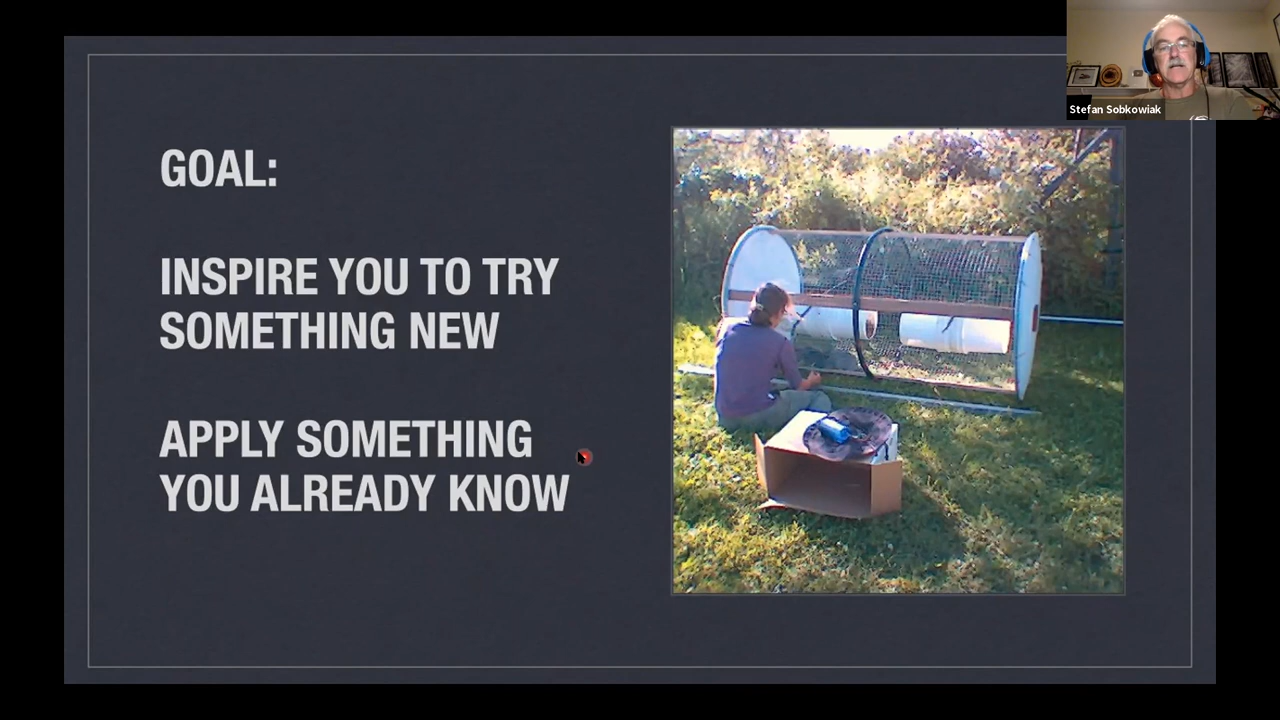 Stefan Sobkowiak
GOAL:
INSPIRE YOU TO TRY
SOMETHING NEW
APPLY SOMETHING
YOU ALREADY KNOW